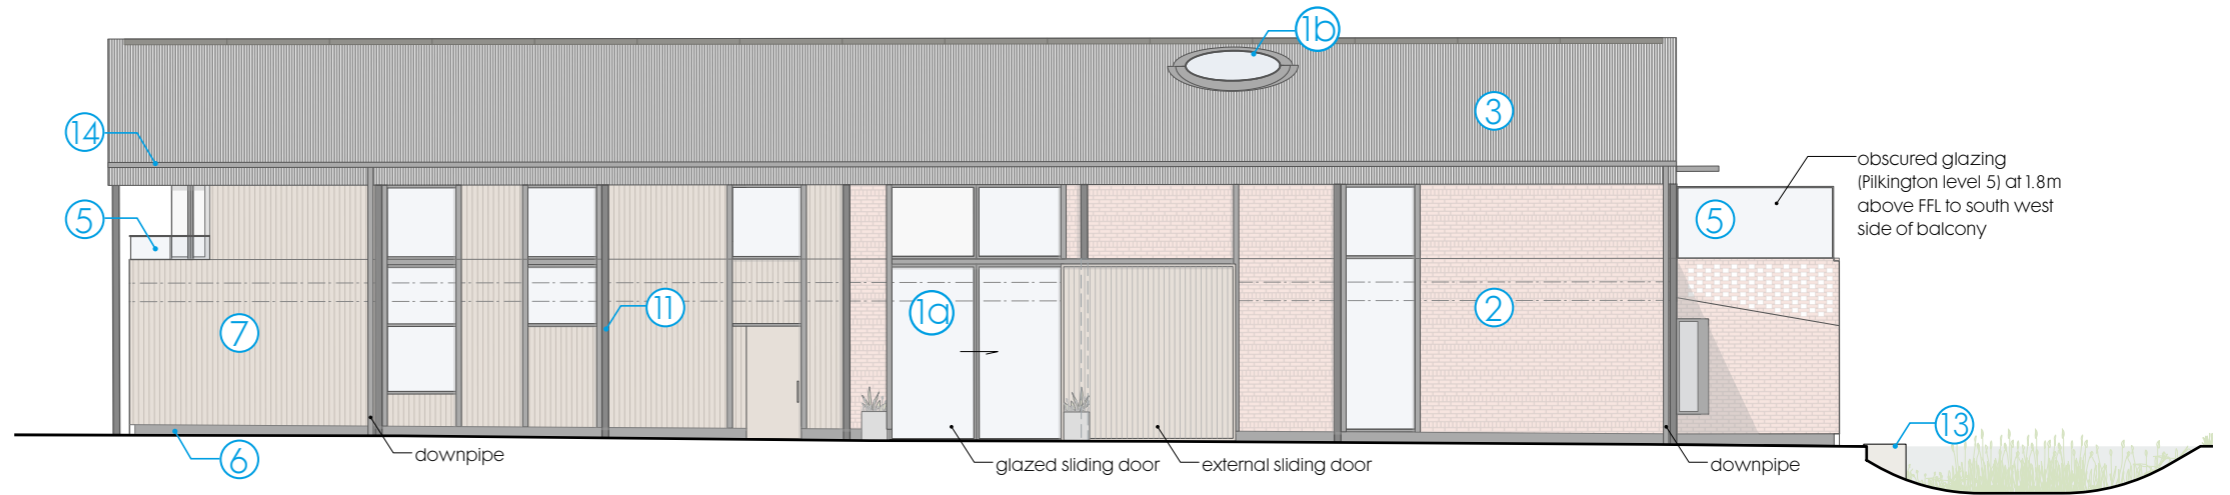 1b
3
14
obscured glazing
(Pilkington level 5) at 1.8m
above FFL to south west
side of balcony
5
5
11
1a
2
7
13
6
downpipe
glazed sliding door
external sliding door
downpipe